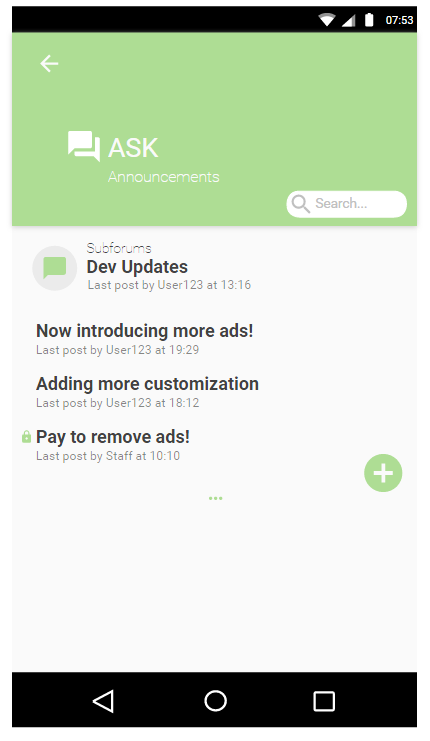 07:53
ASK
Announcements
Search...
Subforums
Dev Updates
Last post by User123 at 13:16
Now introducing more ads!
Last post by User123 at 19:29
Adding more customization
Last post by User123 at 18:12
Pay to remove ads!
Last post by Staff at 10:10